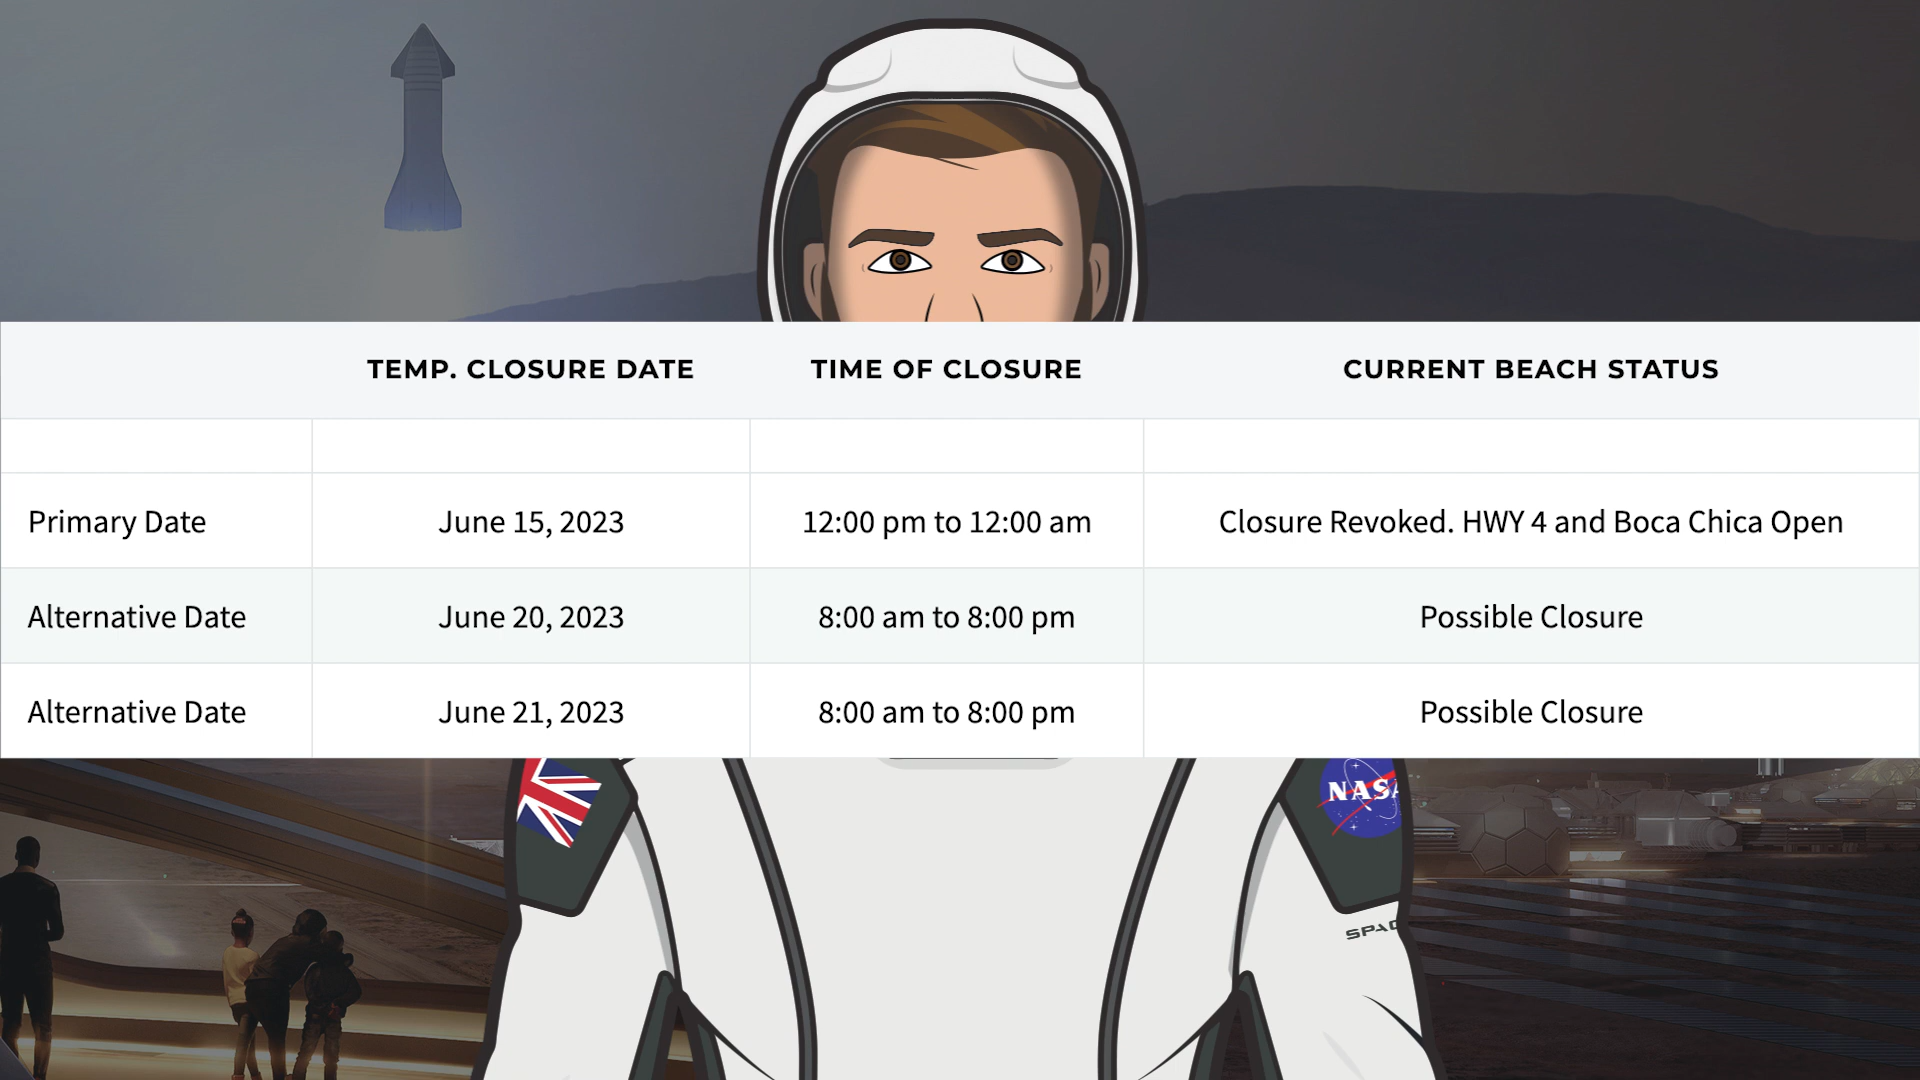 TEMP. CLOSURE DATE TIME OF CLOSURE CURRENT BEACH STATUS
Primary Date June 15, 2023 12:00 pm to 12:00 am Closure Revoked. HWY 4 and Boca Chica Open
Alternative Date June 20, 2023 8:00 am to 8:00 pm Possible Closure
Alternative Date June 21, 2023 8:00 am to 8:00 pm Possible Closure
NASA
SPAC